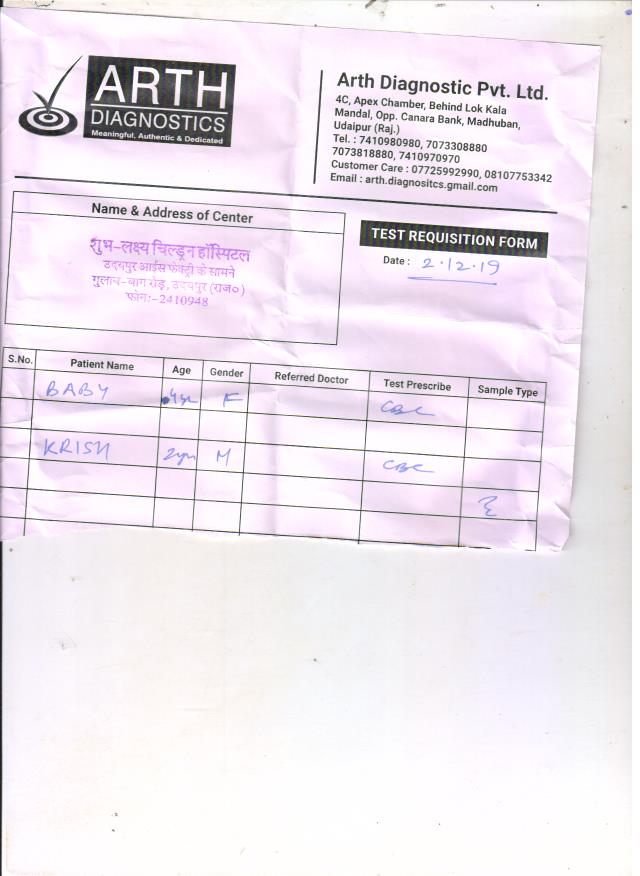 ARTH
DIAGNOSTICS
Meaningful, Authentic & Dedicated
Arth Diagnostic Pvt. Ltd.
4C, Apex Chamber, Behind Lok Kala
Mandal, Opp. Canara Bank, Madhuban,
Udaipur (Raj.)
Tel. : 7410980980, 7073308880
7073818880, 7410970970
Customer Care : 07725992990, 08107753342
Email : arth.diagnositcs.gmail.com
Name & Address of Center
शुभ-लक्ष्य चिल्ड्रन हॉस्पिटल
उदयपुर आईस फेक्ट्री के सामने
गुलाब-बाग रोड़, उदयपुर (राज०)
फोन:-2410948
TEST REQUISITION FORM
Date : 2.12.19
S.No. Patient Name Age Gender Referred Doctor Test Prescribe Sample Type
BABY F CBC
KRISH 2yrs M CBC